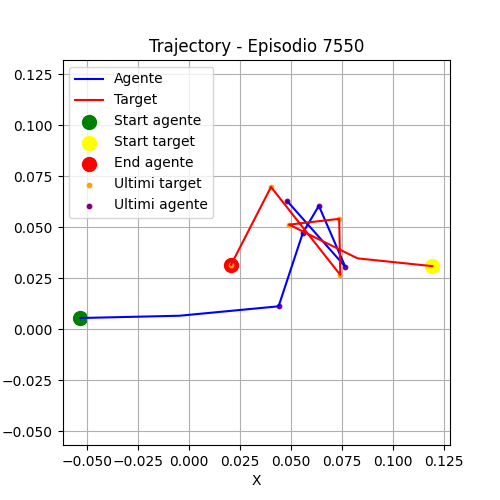 Trajectory - Episodio 7550
Agente
Target
Start agente
Start target
End agente
Ultimi target
Ultimi agente
0.125
0.100
0.075
0.050
0.025
0.000
−0.025
−0.050
−0.050 −0.025 0.000 0.025 0.050 0.075 0.100 0.125
X